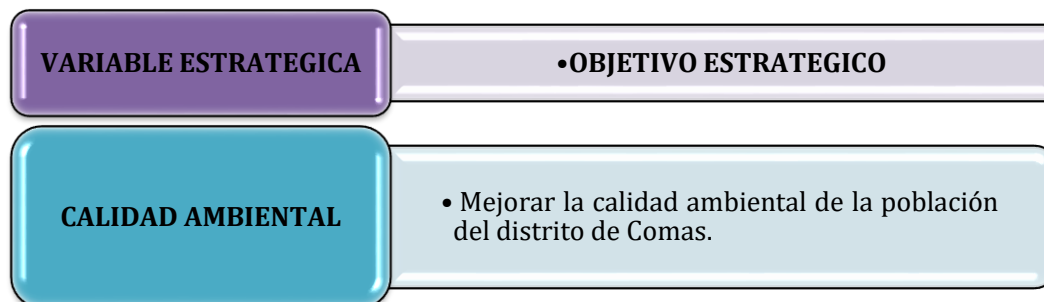 VARIABLE ESTRATEGICA
•OBJETIVO ESTRATEGICO
CALIDAD AMBIENTAL
• Mejorar la calidad ambiental de la población
del distrito de Comas.